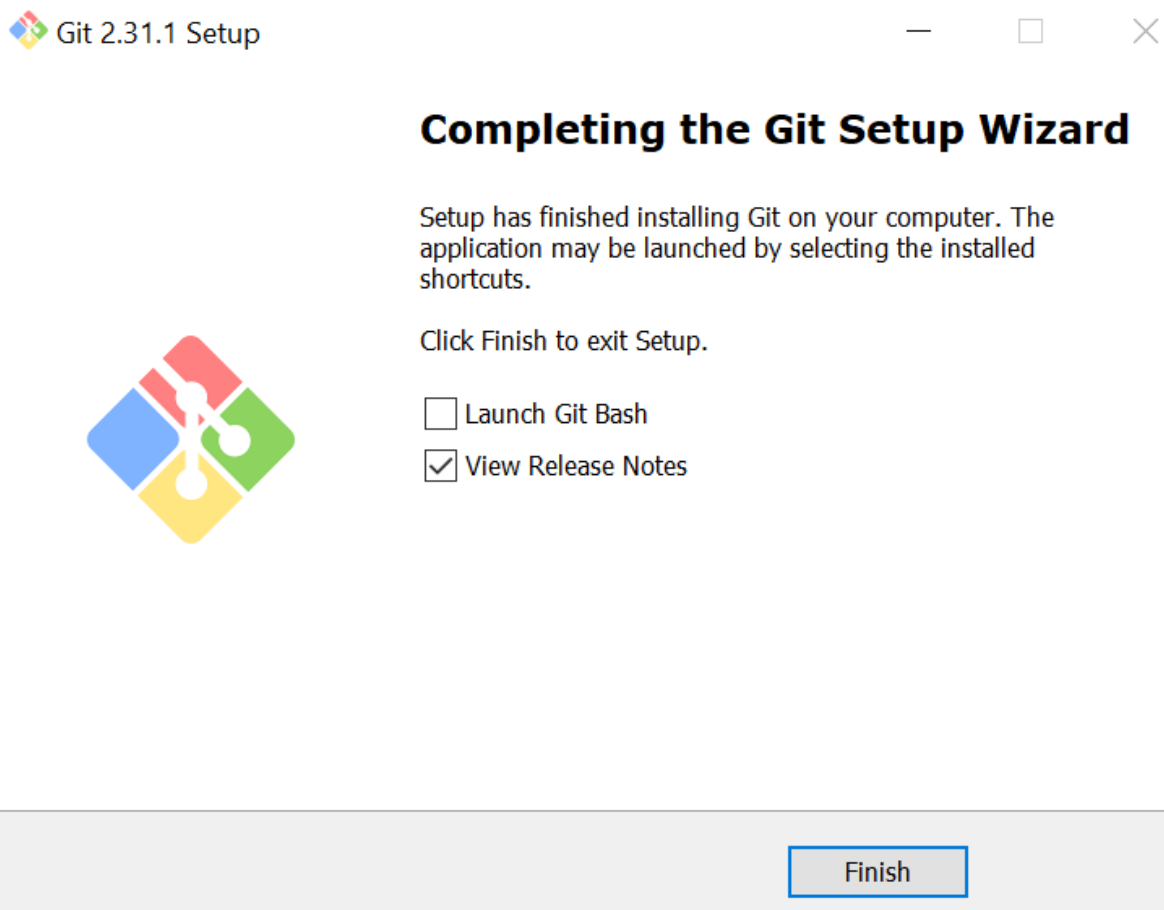 Git 2.31.1 Setup
Completing the Git Setup Wizard
Setup has finished installing Git on your computer. The
application may be launched by selecting the installed
shortcuts.
Click Finish to exit Setup.
Launch Git Bash
View Release Notes
Finish